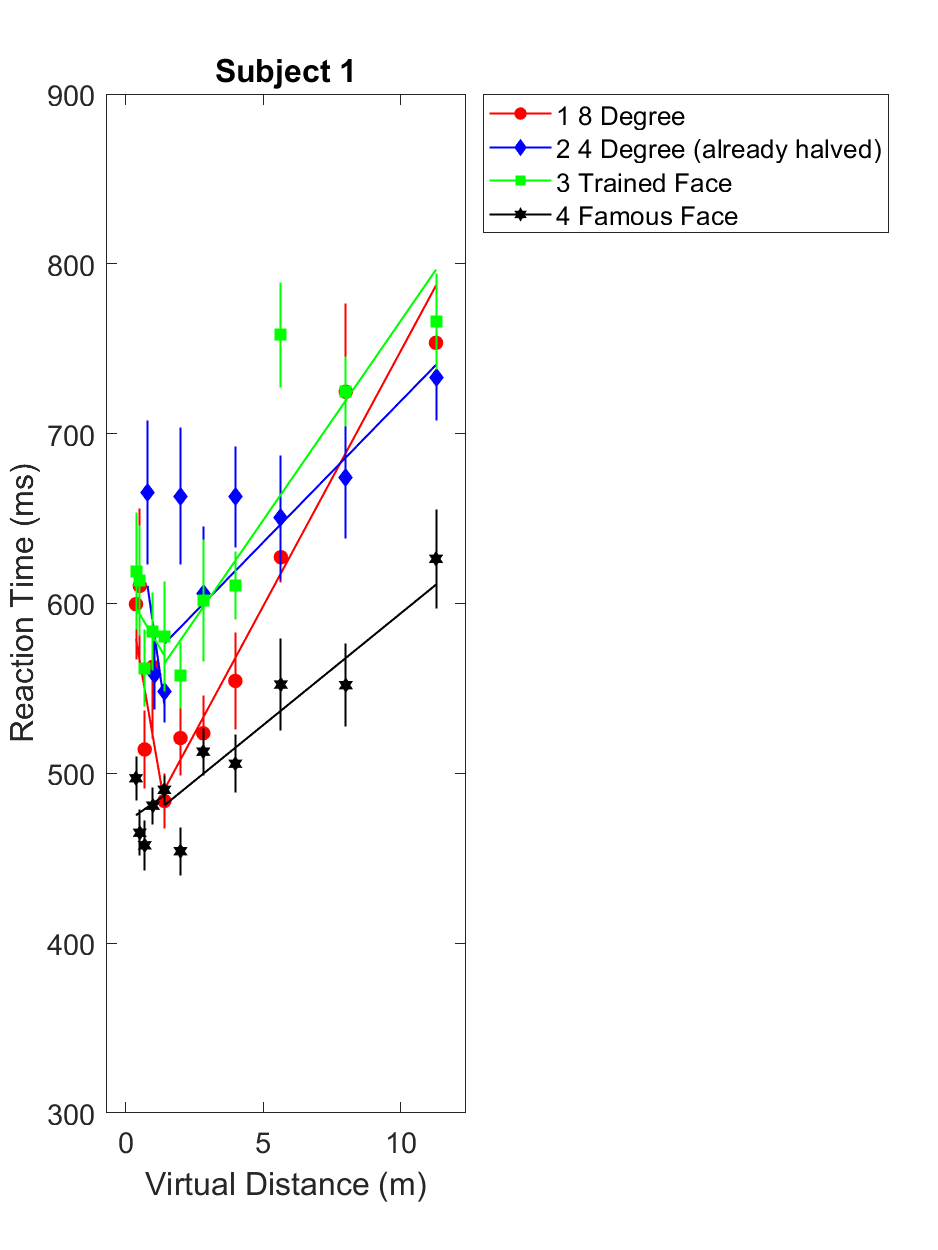 Subject 1
900
800
700
600
500
400
300
0 5 10
Reaction Time (ms)
Virtual Distance (m)
1 8 Degree
2 4 Degree (already halved)
3 Trained Face
4 Famous Face